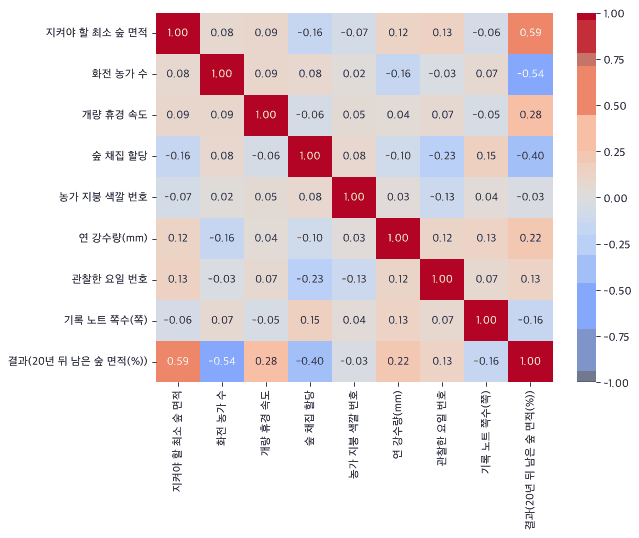 지켜야 할 최소 숲 면적 1.00 0.08 0.09 -0.16 -0.07 0.12 0.13 -0.06 0.59
화전 농가 수 0.08 1.00 0.09 0.08 0.02 -0.16 -0.03 0.07 -0.54
개량 휴경 속도 0.09 0.09 1.00 -0.06 0.05 0.04 0.07 -0.05 0.28
숲 채집 할당 -0.16 0.08 -0.06 1.00 0.08 -0.10 -0.23 0.15 -0.40
농가 지붕 색깔 번호 -0.07 0.02 0.05 0.08 1.00 0.03 -0.13 0.04 -0.03
연 강수량(mm) 0.12 -0.16 0.04 -0.10 0.03 1.00 0.12 0.13 0.22
관찰한 요일 번호 0.13 -0.03 0.07 -0.23 -0.13 0.12 1.00 0.07 0.13
기록 노트 쪽수(쪽) -0.06 0.07 -0.05 0.15 0.04 0.13 0.07 1.00 -0.16
결과(20년 뒤 남은 숲 면적(%)) 0.59 -0.54 0.28 -0.40 -0.03 0.22 0.13 -0.16 1.00
지켜야 할 최소 숲 면적
화전 농가 수
개량 휴경 속도
숲 채집 할당
농가 지붕 색깔 번호
연 강수량(mm)
관찰한 요일 번호
기록 노트 쪽수(쪽)
결과(20년 뒤 남은 숲 면적(%))
1.00
0.75
0.50
0.25
0.00
-0.25
-0.50
-0.75
-1.00